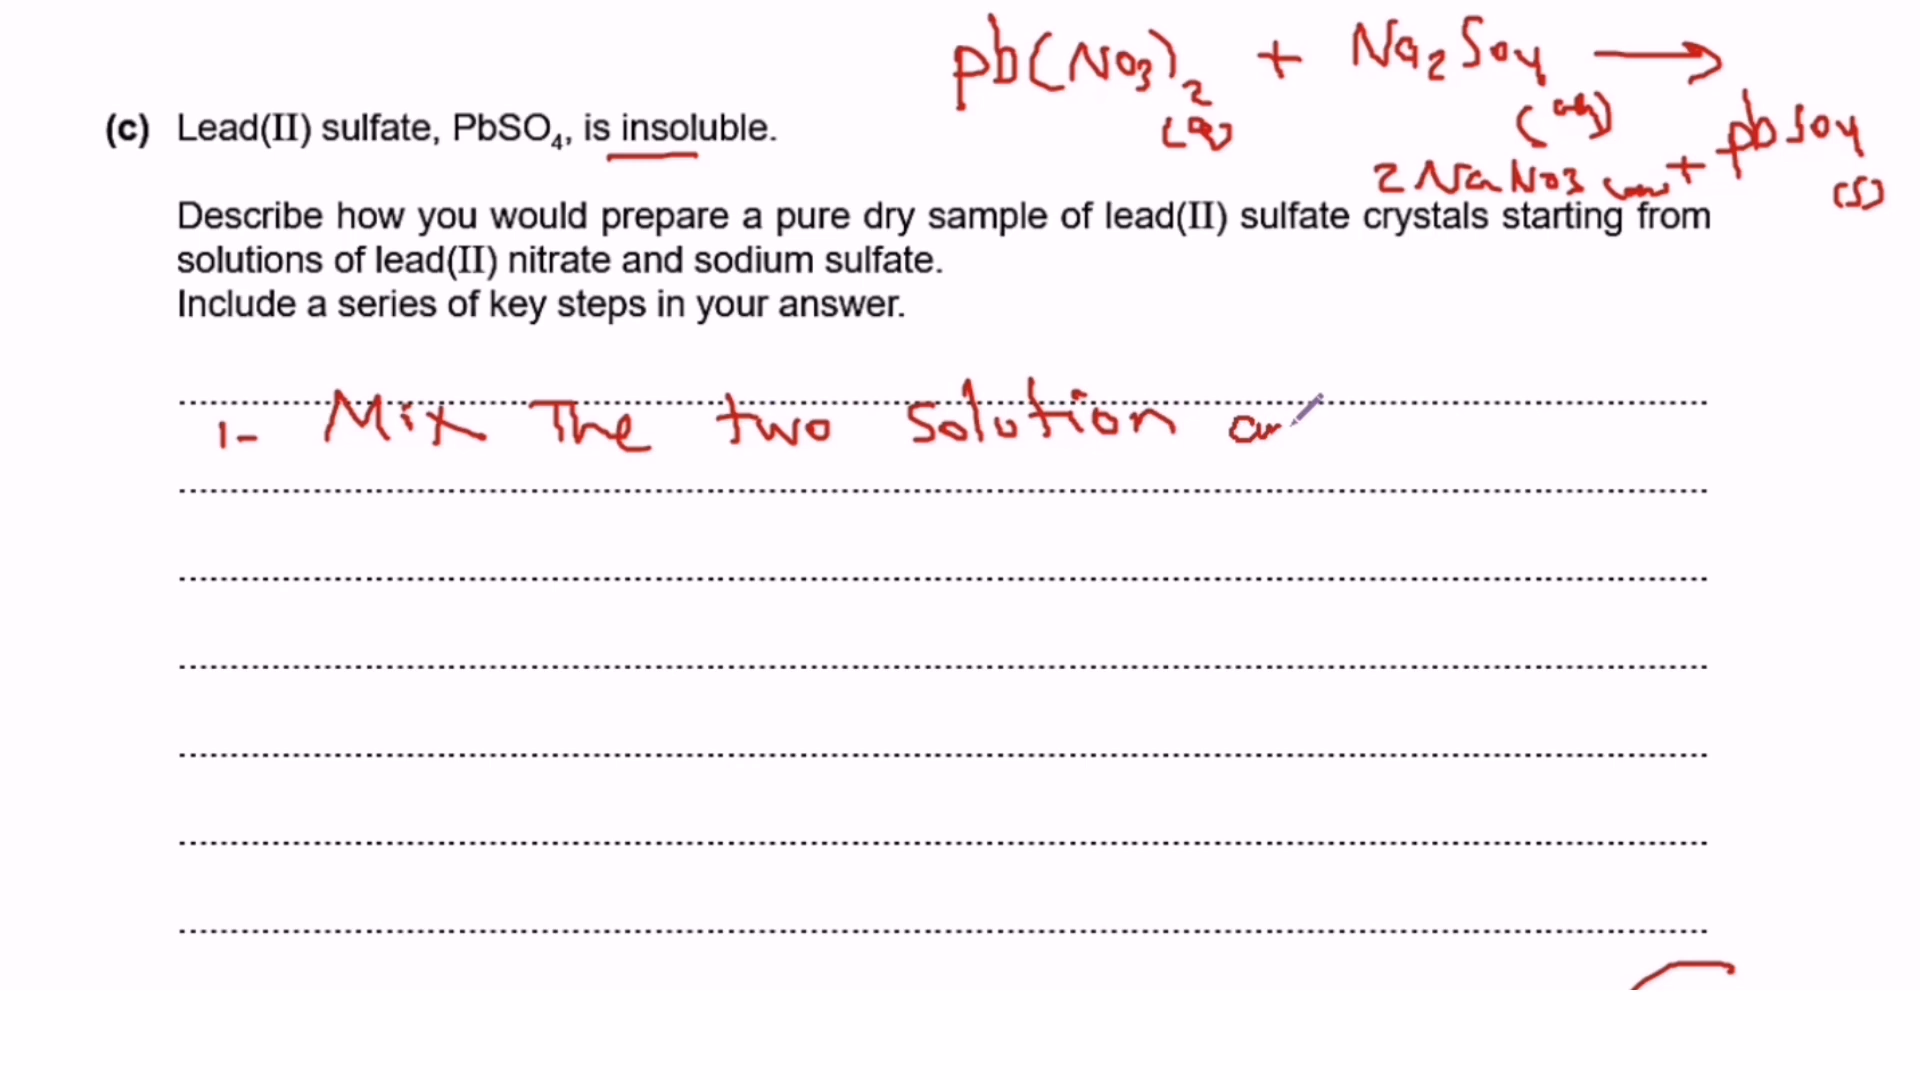 pb(NO3)2 + Na2SO4 →
(c) Lead(II) sulfate, PbSO4, is insoluble.
(aq) (aq)
2NaNO3 + pbSO4
(s)
Describe how you would prepare a pure dry sample of lead(II) sulfate crystals starting from
solutions of lead(II) nitrate and sodium sulfate.
Include a series of key steps in your answer.
1- Mix The two solution